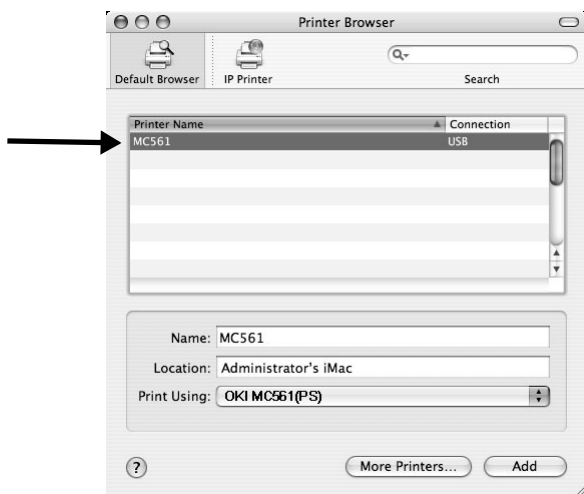 Printer Browser
Default Browser
IP Printer
Search
Printer Name
Connection
MC561
USB
Name: MC561
Location: Administrator's iMac
Print Using: OKI MC561(PS)
?
More Printers...
Add